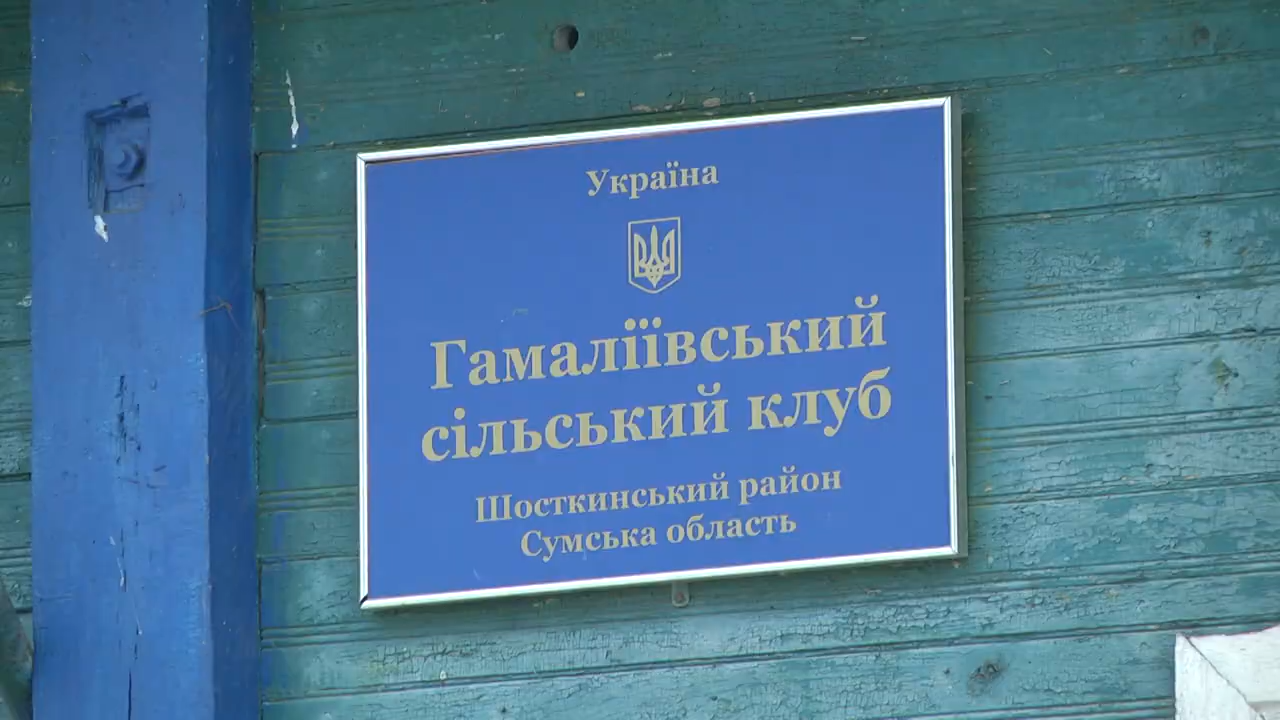 Україна
Гамаліївський
сільський клуб
Шосткинський район
Сумська область